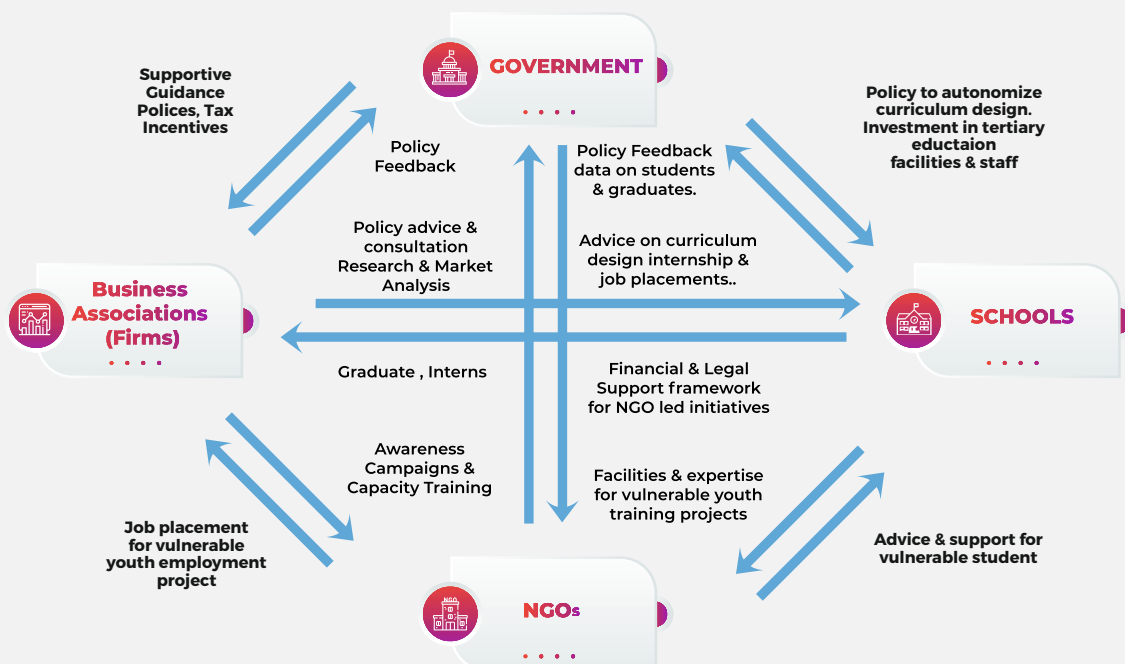 GOVERNMENT
Supportive
Guidance
Polices, Tax
Incentives
Policy
Feedback
Policy Feedback
data on students
& graduates.
Policy to autonomize
curriculum design.
Investment in tertiary
eductaion
facilities & staff
Policy advice &
consultation
Research & Market
Analysis
Advice on curriculum
design internship &
job placements..
Business
Associations
(Firms)
SCHOOLS
Graduate , Interns
Financial & Legal
Support framework
for NGO led initiatives
Awareness
Campaigns &
Capacity Training
Facilities & expertise
for vulnerable youth
training projects
Job placement
for vulnerable
youth employment
project
Advice & support for
vulnerable student
NGO
NGOs